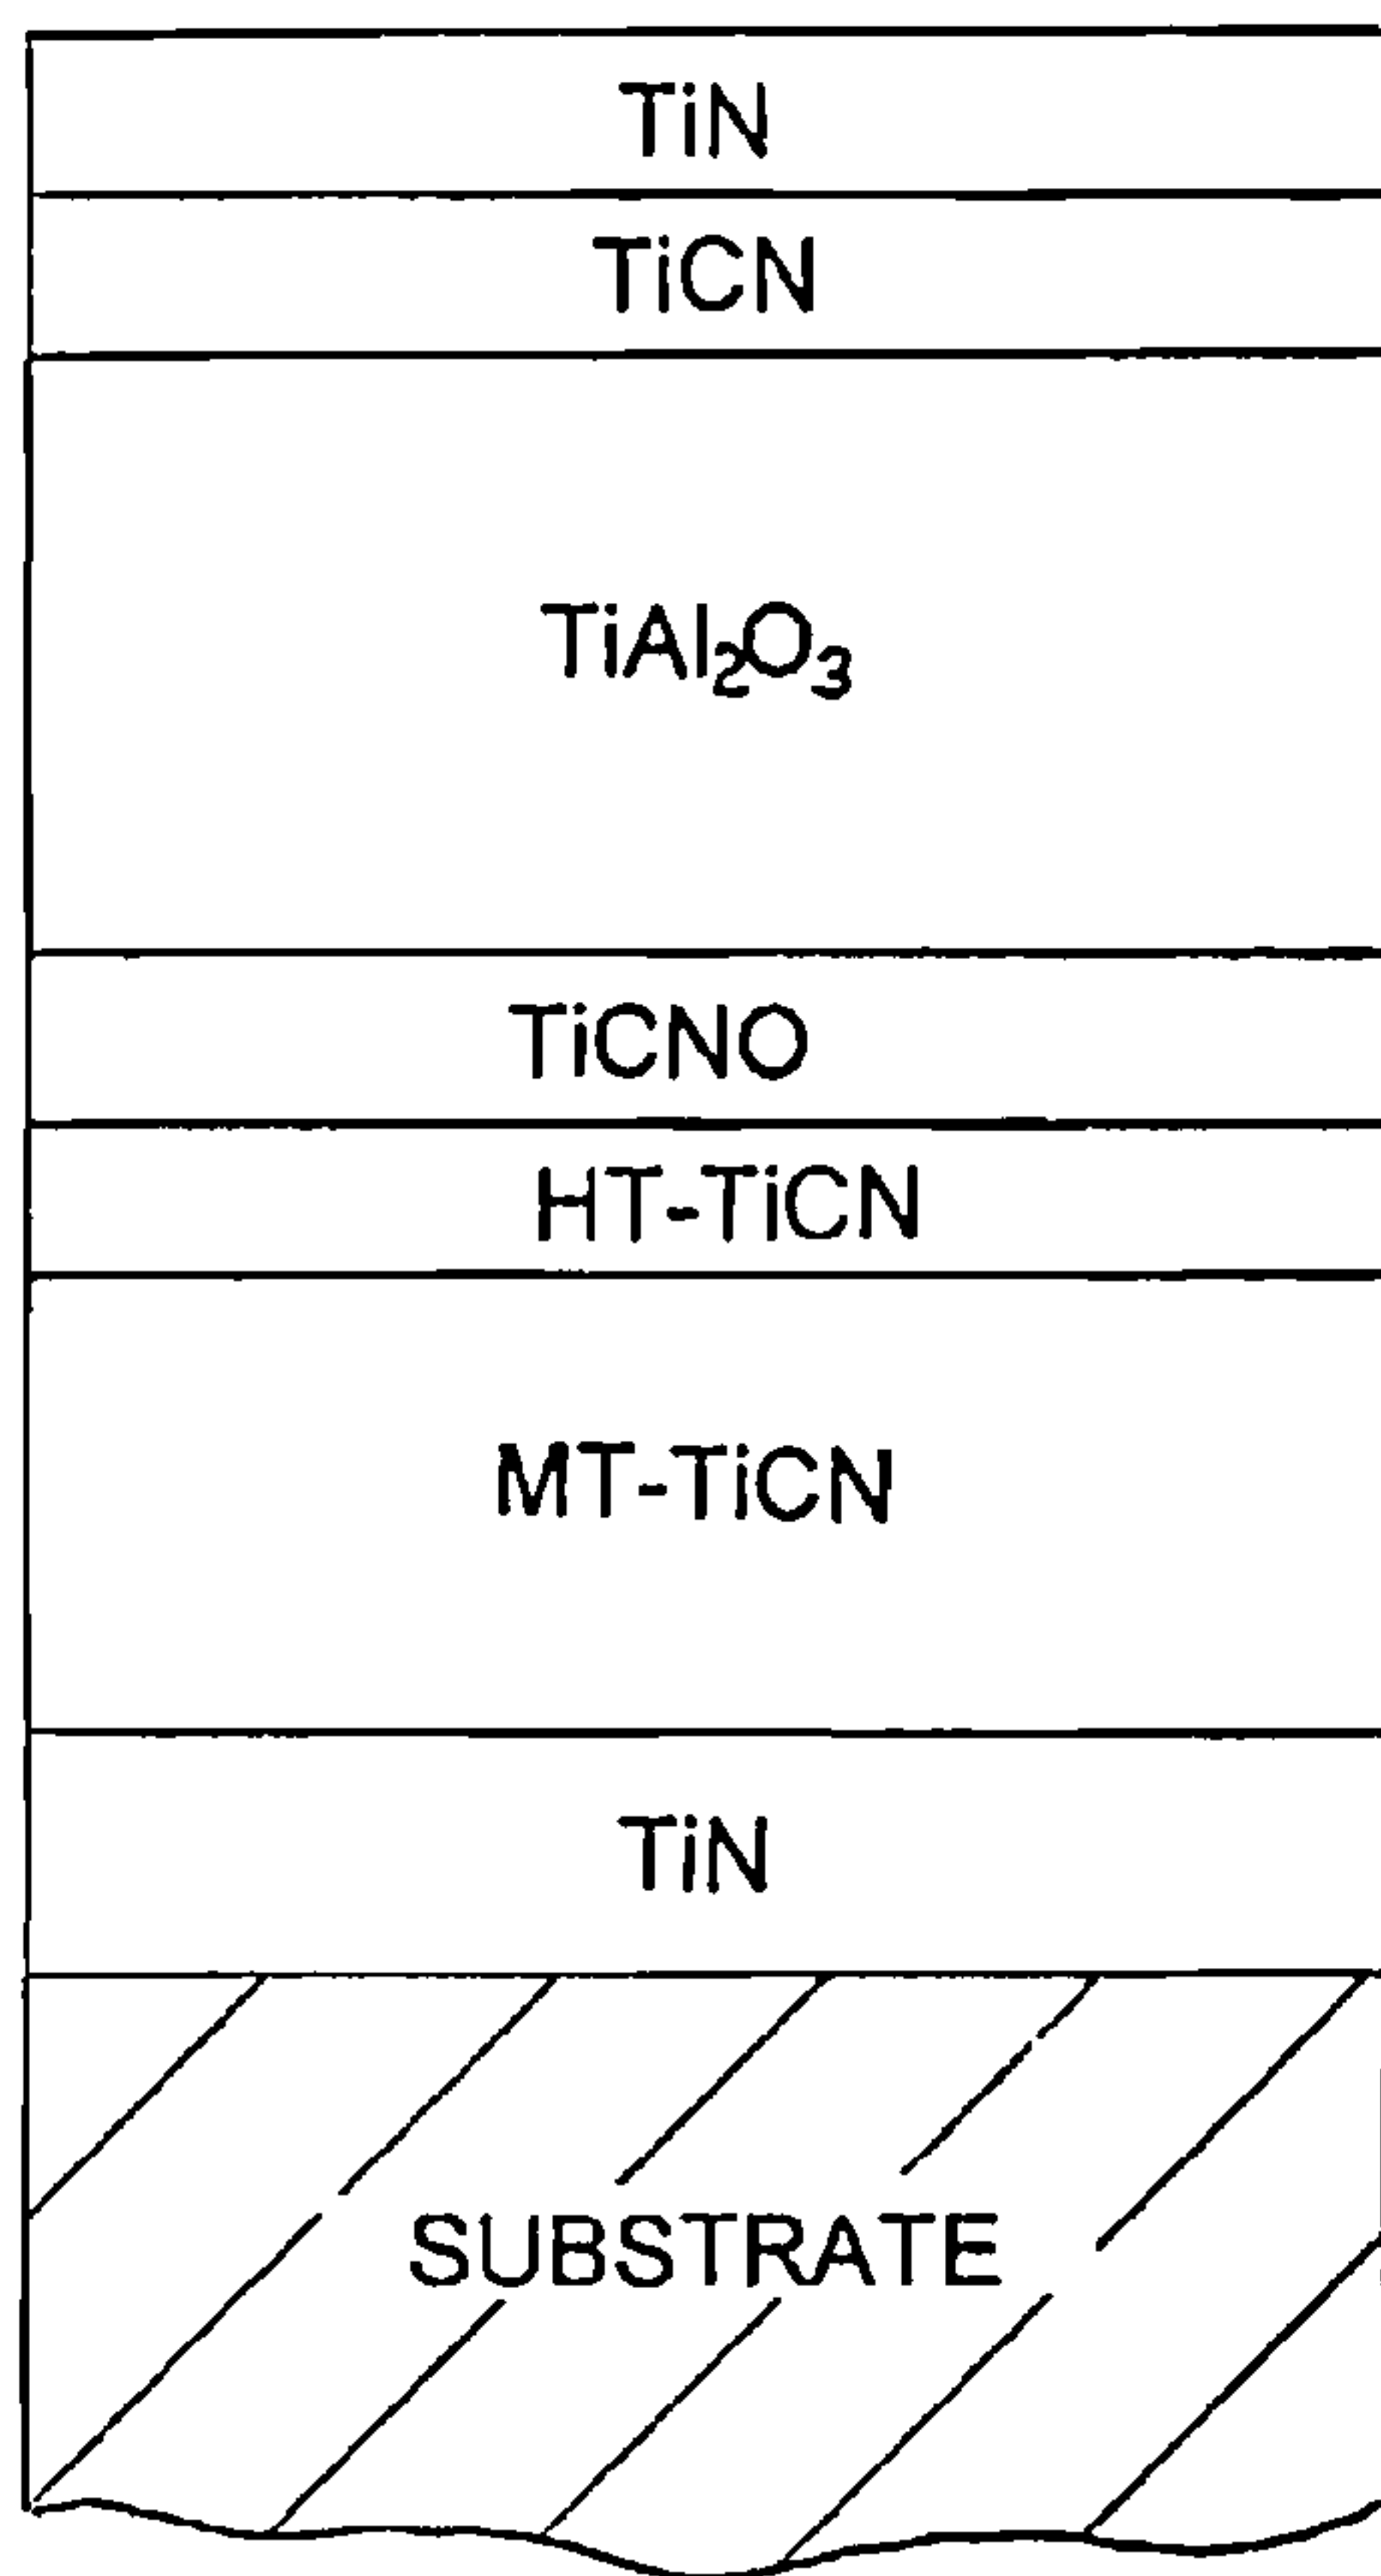 TiN
TiCN
TiAl₂O₃
TiCNO
HT-TiCN
MT-TiCN
TiN
SUBSTRATE